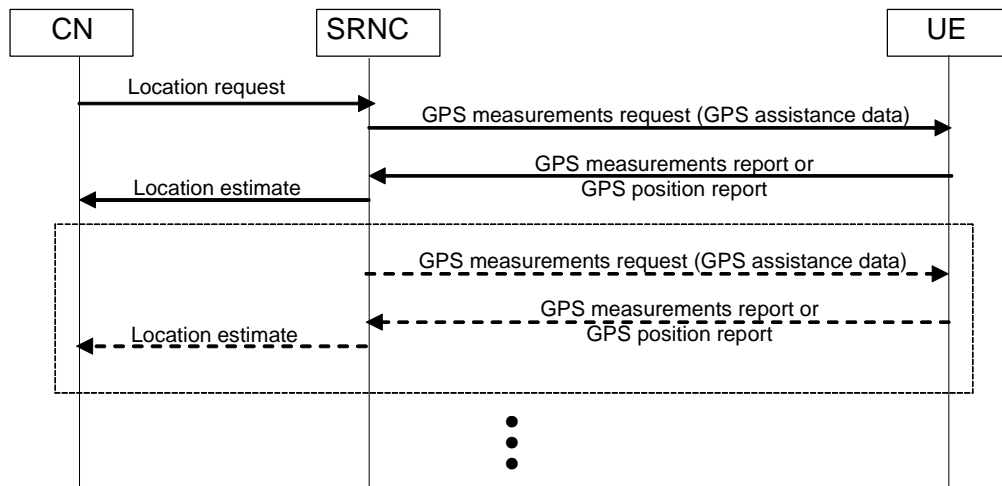 CN
SRNC
UE
Location request
GPS measurements request (GPS assistance data)
GPS measurements report or
GPS position report
Location estimate
GPS measurements request (GPS assistance data)
GPS measurements report or
GPS position report
Location estimate